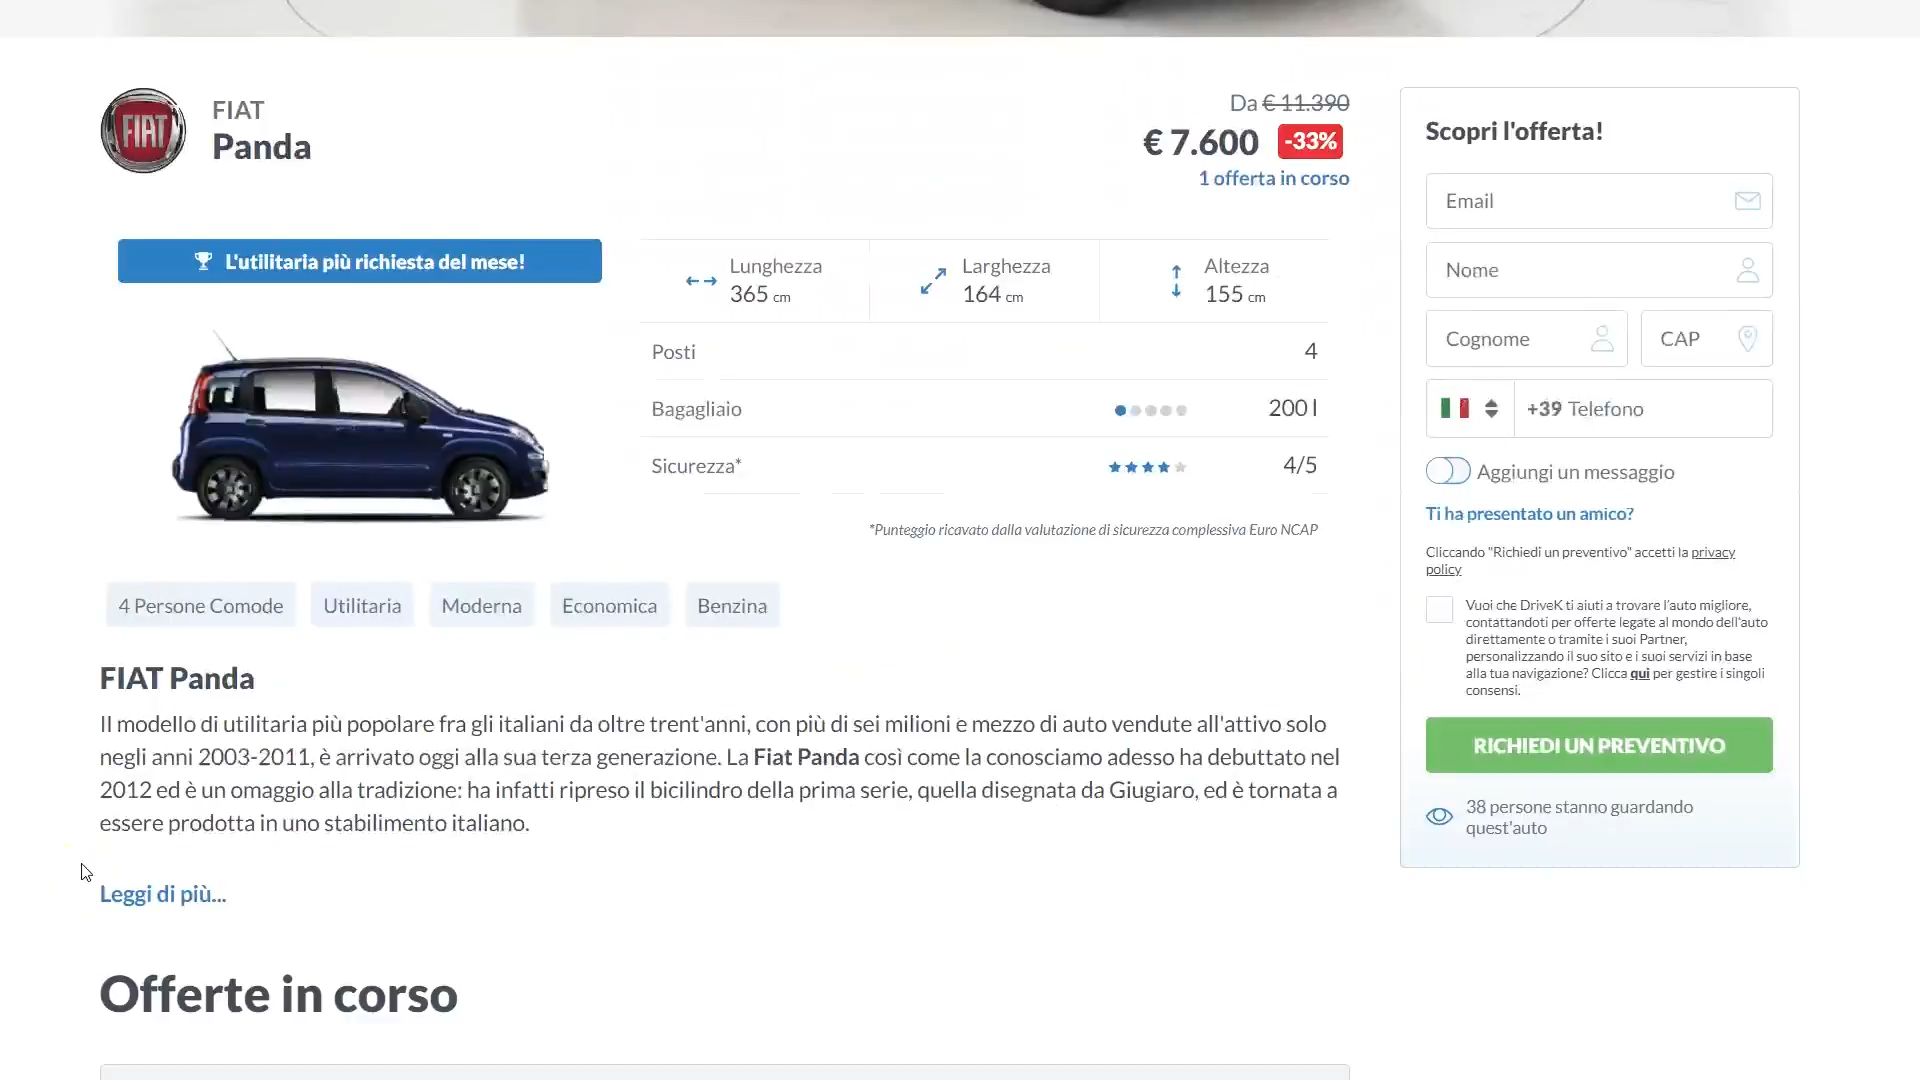 FIAT
FIAT
Panda
Da € 11.390
€ 7.600 -33%
1 offerta in corso
L'utilitaria più richiesta del mese!
Lunghezza
365 cm
Larghezza
164 cm
Altezza
155 cm
Posti 4
Bagagliaio 200 l
Sicurezza* 4/5
*Punteggio ricavato dalla valutazione di sicurezza complessiva Euro NCAP
4 Persone Comode
Utilitaria
Moderna
Economica
Benzina
FIAT Panda
Il modello di utilitaria più popolare fra gli italiani da oltre trent'anni, con più di sei milioni e mezzo di auto vendute all'attivo solo
negli anni 2003-2011, è arrivato oggi alla sua terza generazione. La Fiat Panda così come la conosciamo adesso ha debuttato nel
2012 ed è un omaggio alla tradizione: ha infatti ripreso il bicilindro della prima serie, quella disegnata da Giugiaro, ed è tornata a
essere prodotta in uno stabilimento italiano.
Leggi di più...
Offerte in corso
Scopri l'offerta!
Email
Nome
Cognome
CAP
+39 Telefono
Aggiungi un messaggio
Ti ha presentato un amico?
Cliccando "Richiedi un preventivo" accetti la privacy
policy
Vuoi che DriveK ti aiuti a trovare l'auto migliore,
contattandoti per offerte legate al mondo dell'auto
direttamente o tramite i suoi Partner,
personalizzando il suo sito e i suoi servizi in base
alla tua navigazione? Clicca qui per gestire i singoli
consensi.
RICHIEDI UN PREVENTIVO
38 persone stanno guardando
quest'auto